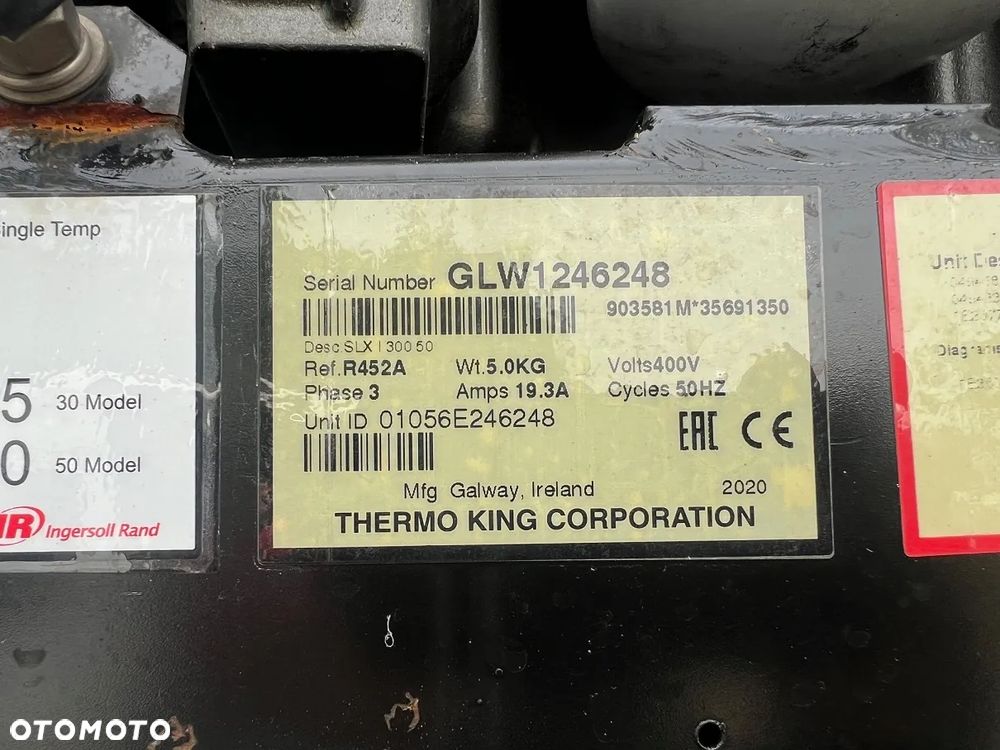 Single Temp
5 30 Model
0 50 Model
IR Ingersoll Rand
Serial Number GLW1246248
903581M*35691350
Desc.SLX I 300 50
Ref.R452A Wt.5.0KG Volts400V
Phase 3 Amps 19.3A Cycles 50HZ
Unit ID 01056E246248
EAC CE
Mfg Galway, Ireland 2020
THERMO KING CORPORATION
Unit Des
Diagrams
OTOMOTO